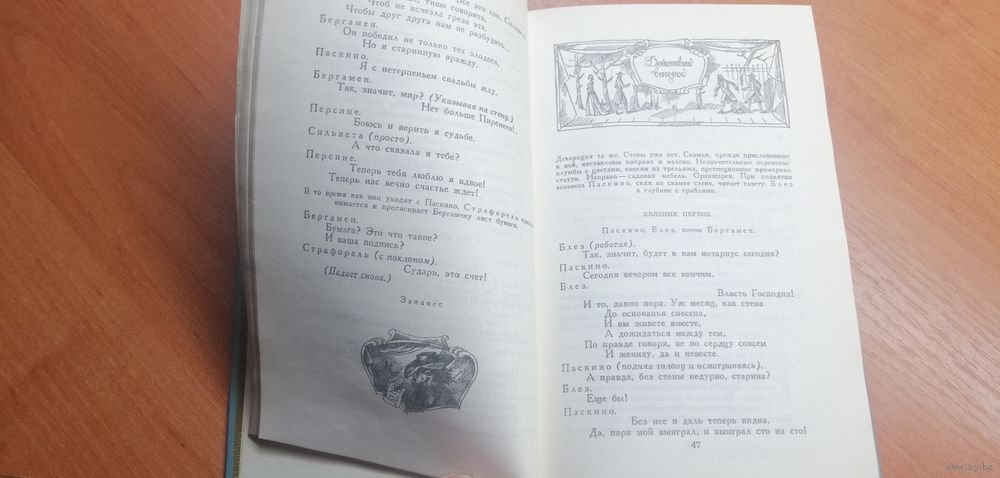 Все это сон,
тише говорить,
Чтоб не исчезла греза эта,
Чтобы друг друга нам не разбудить...
Бергамен.
Он победил не только тех злодеев,
Но и старинную вражду.
Паскино.
Я с нетерпеньем свадьбы жду.
Бергамен.
Так, значит, мир? (Указывая на стену.)
Нет больше Пиренеев!..
Персине.
Боюсь и верить я судьбе.
Сильвета (просто).
А что сказала я тебе?
Персине.
Теперь тебя люблю я вдвое!
Теперь нас вечно счастье ждет!
В то время как они уходят с Паскино, Страфорель
нимается и протягивает Бергамену лист бумаги.
Бергамен.
Бумага? Это что такое?
И ваша подпись?
Страфорель (с поклоном).
Сударь, это счет!
(Падает снова.)
Занавес
Действие
второе
Декорация та же. Стены уже нет. Скамьи, прежде прислоненные
к ней, отставлены направо и налево. Незначительные перемены:
клумбы с цветами, киоски из трельяжа, претенциозные мраморные
статуи. Направо—садовая мебель. Оранжерея. При поднятии
занавеса Паскино, сидя на скамье слева, читает газету. Блез
в глубине с граблями.
ЯВЛЕНИЕ ПЕРВОЕ
Паскино, Блез, потом Бергамен.
Блез (работая).
Так, значит, будет к вам нотариус сегодня?
Паскино.
Сегодня вечером все кончим.
Блез.
Власть Господня!
И то, давно пора. Уж месяц, как стена
До основанья снесена,
И вы живете вместе,
А дожидаться между тем,
По правде говоря, не по сердцу совсем
И жениху, да и невесте.
Паскино (подняв голову и осматриваясь).
А правда, без стены недурно, старина?
Блез.
Еще бы!
Паскино.
Без нее и даль теперь видна.
Да, парк мой выиграл, и выиграл сто на сто!
47
www.ay.by